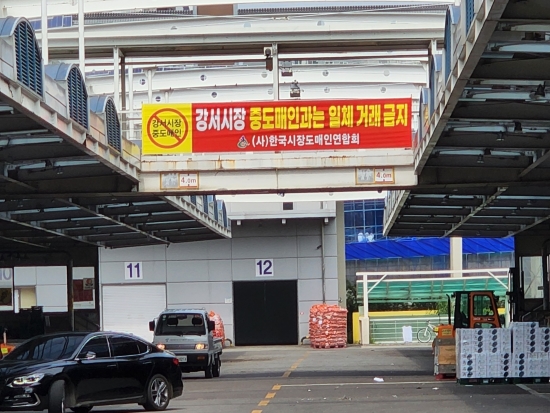 강서시장
중도매인
강서시장 중도매인과는 일체 거래 금지
(사)한국시장도매인연합회
4.0m
4.0m
11
12